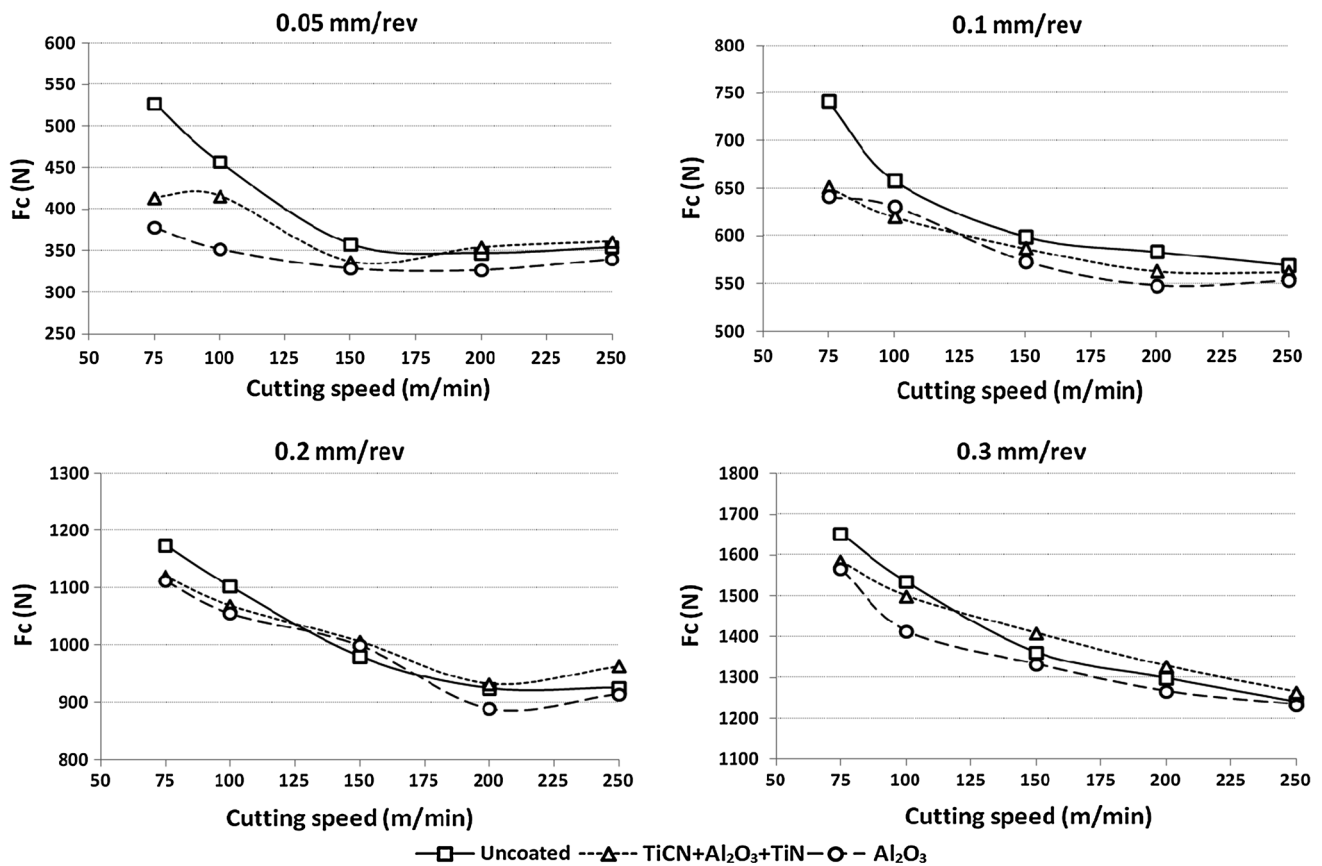 0.05 mm/rev
600
550
500
450
400
350
300
250
Fc (N)
50 75 100 125 150 175 200 225 250
Cutting speed (m/min)
0.1 mm/rev
800
750
700
650
600
550
500
Fc (N)
50 75 100 125 150 175 200 225 250
Cutting speed (m/min)
0.2 mm/rev
1300
1200
1100
1000
900
800
Fc (N)
50 75 100 125 150 175 200 225 250
Cutting speed (m/min)
0.3 mm/rev
1800
1700
1600
1500
1400
1300
1200
1100
Fc (N)
50 75 100 125 150 175 200 225 250
Cutting speed (m/min)
Uncoated TiCN+Al₂O₃+TiN Al₂O₃